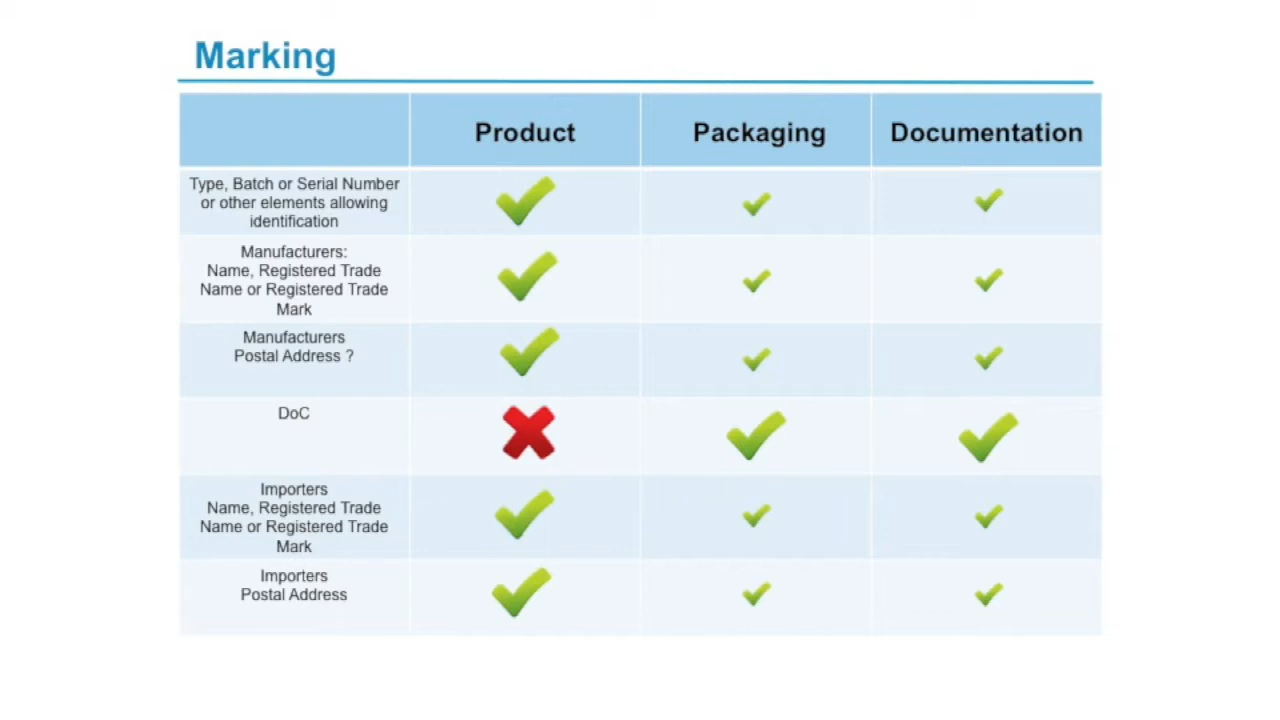 Marking
Product
Packaging
Documentation
Type, Batch or Serial Number
or other elements allowing
identification
Manufacturers:
Name, Registered Trade
Name or Registered Trade
Mark
Manufacturers
Postal Address ?
DoC
Importers
Name, Registered Trade
Name or Registered Trade
Mark
Importers
Postal Address